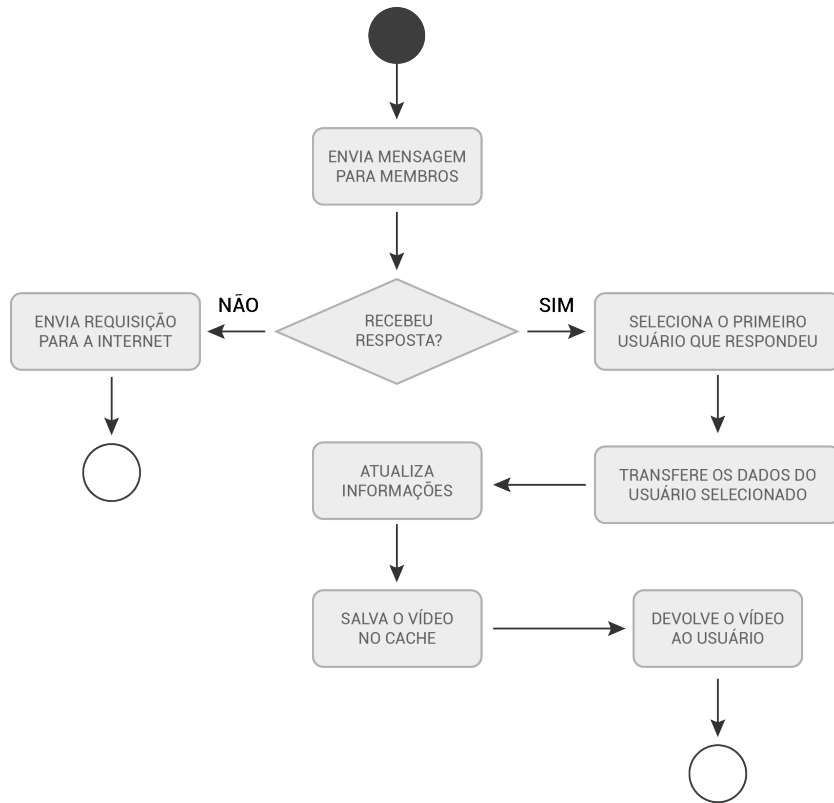 ENVIA MENSAGEM
PARA MEMBROS
NÃO
SIM
ENVIA REQUISIÇÃO
PARA A INTERNET
RECEBEU
RESPOSTA?
SELECIONA O PRIMEIRO
USUÁRIO QUE RESPONDEU
ATUALIZA
INFORMAÇÕES
TRANSFERE OS DADOS DO
USUÁRIO SELECIONADO
SALVA O VÍDEO
NO CACHE
DEVOLVE O VÍDEO
AO USUÁRIO